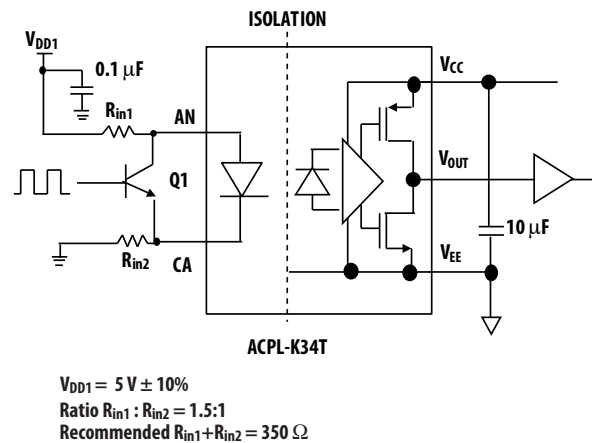 ISOLATION
V_DD1
0.1 μF
R_in1
AN
Q1
R_in2
CA
V_CC
V_OUT
10 μF
V_EE
ACPL-K34T
V_DD1 = 5 V ± 10%
Ratio R_in1 : R_in2 = 1.5:1
Recommended R_in1+R_in2 = 350 Ω